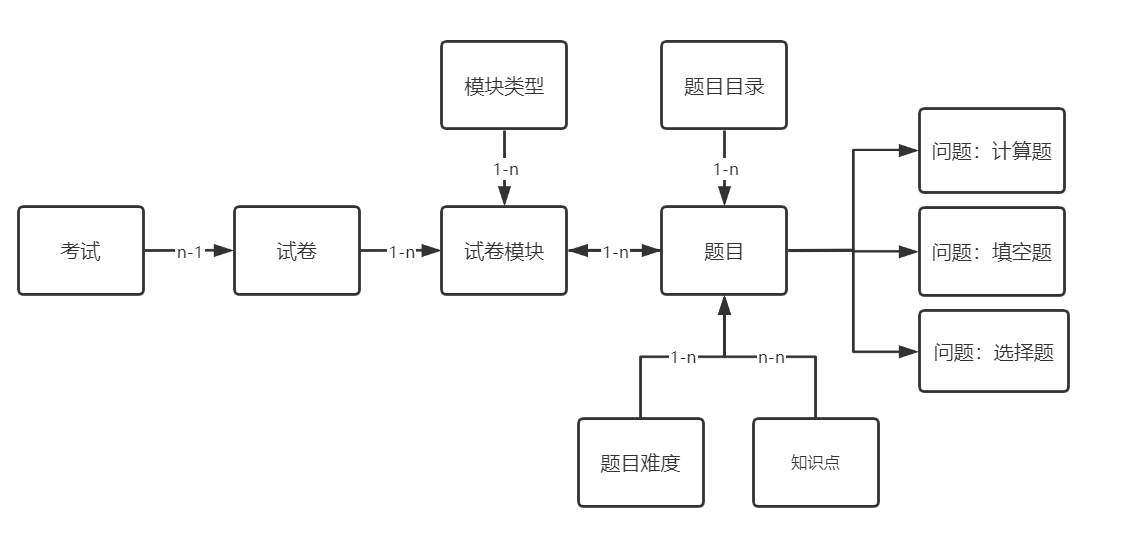 模块类型
题目目录
1-n
1-n
问题：计算题
考试
n-1
试卷
1-n
试卷模块
1-n
题目
问题：填空题
问题：选择题
1-n
n-n
题目难度
知识点